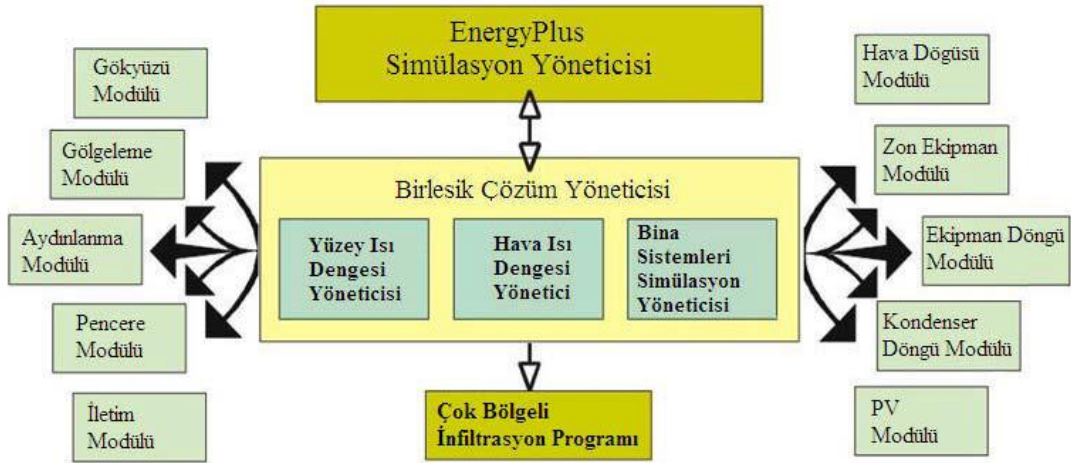 EnergyPlus
Simülasyon Yöneticisi
Gökyüzü
Modülü
Gölgeleme
Modülü
Aydınlanma
Modülü
Pencere
Modülü
İletim
Modülü
Birlesik Çözüm Yöneticisi
Yüzey Isı
Dengesi
Yöneticisi
Hava Isı
Dengesi
Yönetici
Bina
Sistemleri
Simülasyon
Yöneticisi
Çok Bölgeli
İnfiltrasyon Programı
Hava Dögüsü
Modülü
Zon Ekipman
Modülü
Ekipman Döngü
Modülü
Kondenser
Döngü Modülü
PV
Modülü